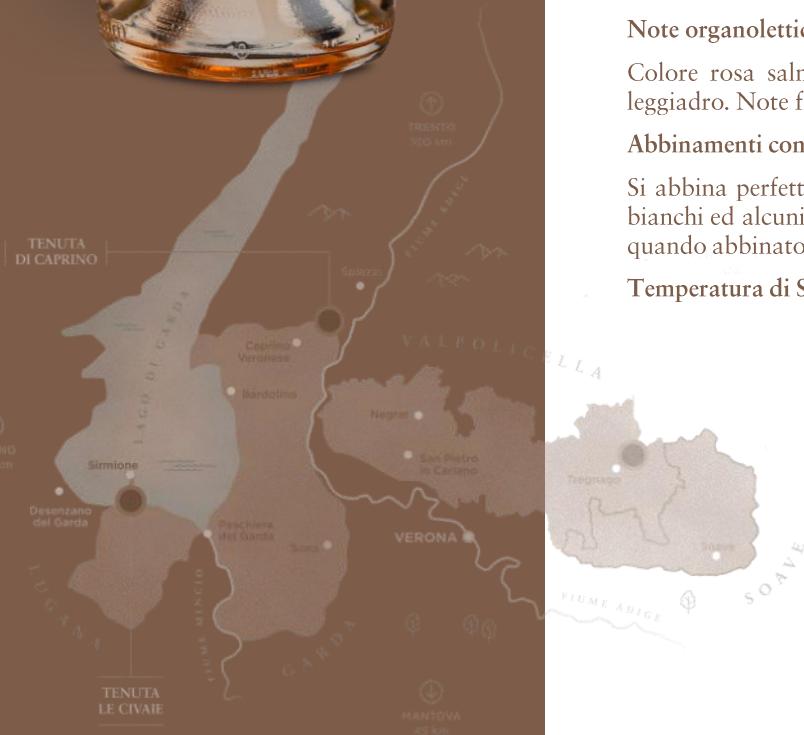 Note organolettic
Colore rosa saln
leggiadro. Note f
Abbinamenti con
Si abbina perfett
bianchi ed alcuni
quando abbinato
Temperatura di S
TRENTO
100 km
FIUME ADIGE
TENUTA
DI CAPRINO
Spiazzi
LAGO DI GARDA
VALPOLICELLA
Caprino
Veronese
Bardolino
Negrar
San Pietro
in Cariano
Sirmione
Tregnago
Desenzano
del Garda
Peschiera
del Garda
VERONA
Sona
Soave
SOAVE
LUGANA
FIUME MINCIO
GARDA
FIUME ADIGE
TENUTA
LE CIVAIE
MANTOVA